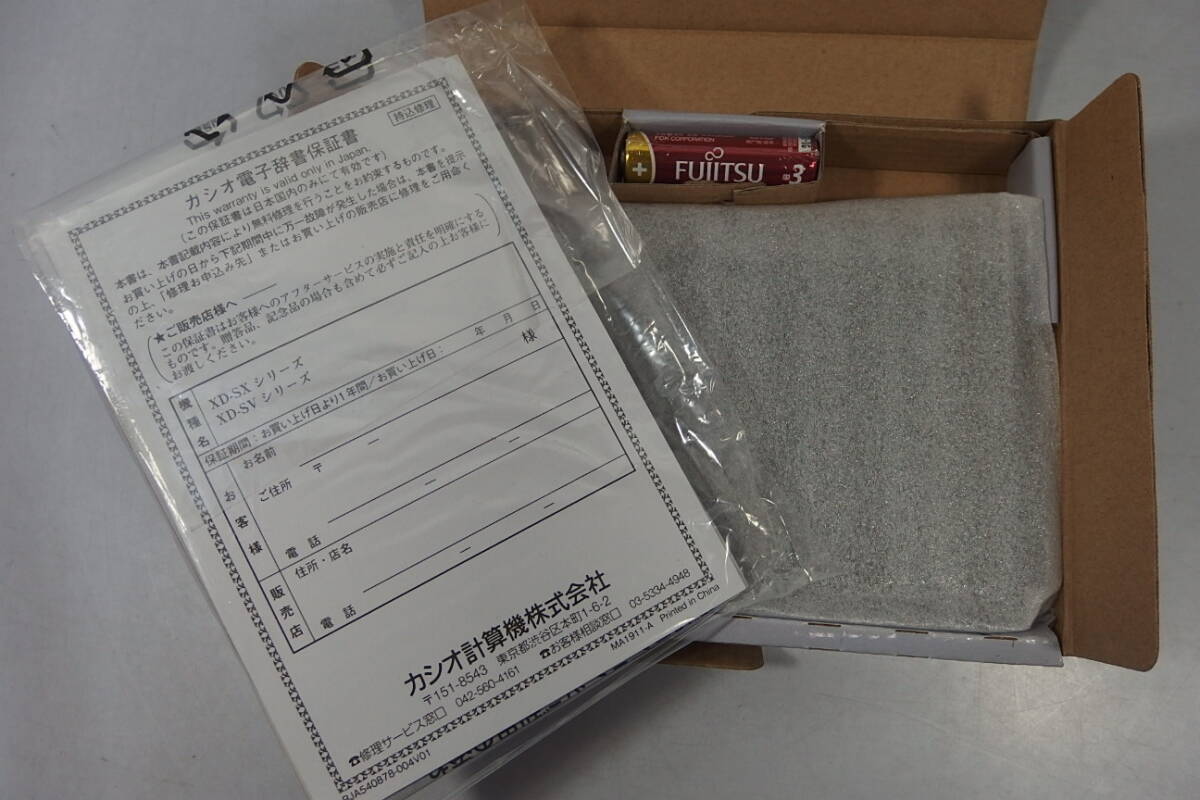 持込修理
カシオ電子辞書保証書
This warranty is valid only in Japan.
(この保証書は日本国内のみにて有効です)
本書は、本書記載内容により無料修理を行うことをお約束するものです。
お買い上げの日から下記期間中に万一故障が発生した場合は、本書を提示
の上、「修理お申込み先」またはお買い上げの販売店に修理をご用命く
ださい。
★ご販売店様へ
この保証書はお客様へのアフターサービスの実施と責任を明確にする
ものです。贈答品、記念品の場合も含めて必ずご記入の上お客様に
お渡しください。
機種名
XD-SXシリーズ
XD-SVシリーズ
保証期間:お買い上げ日より1年間/お買い上げ日: 年 月 日
お客様
お名前 様
ご住所 〒 ー
電話 ー ー
販売店
住所・店名
電話 ー ー
カシオ計算機株式会社
〒151-8543 東京都渋谷区本町1-6-2
☎修理サービス窓口 042-560-4161 ☎お客様相談窓口 03-5334-4948
MA1911-A Printed in China
RJA540878-004V01
FDK CORPORATION
+ FUJITSU
単3